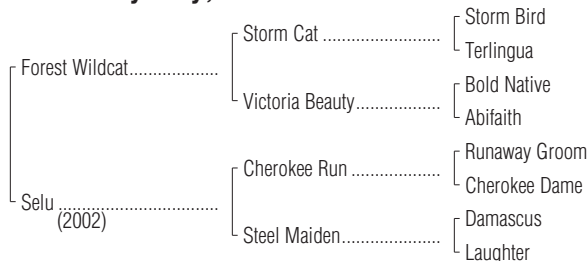 Storm Bird
Storm Cat ..............................
Terlingua
Forest Wildcat......................
Bold Native
Victoria Beauty......................
Abifaith
Runaway Groom
Cherokee Run ......................
Cherokee Dame
Selu ........................................
(2002)
Damascus
Steel Maiden.........................
Laughter